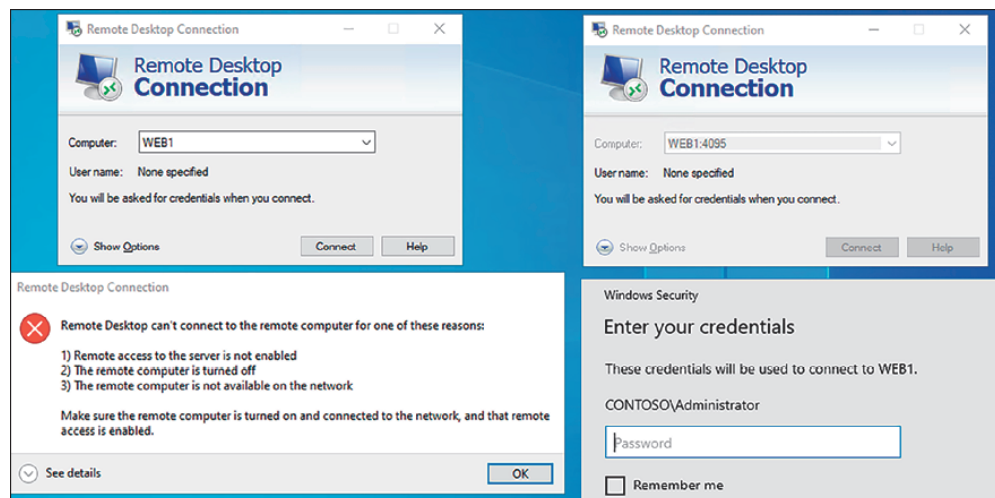 Remote Desktop Connection
Remote Desktop
Connection
Computer: WEB1
User name: None specified
You will be asked for credentials when you connect.
Show Options Connect Help
Remote Desktop Connection
Remote Desktop can't connect to the remote computer for one of these reasons:
1) Remote access to the server is not enabled
2) The remote computer is turned off
3) The remote computer is not available on the network
Make sure the remote computer is turned on and connected to the network, and that remote
access is enabled.
See details OK
Remote Desktop Connection
Remote Desktop
Connection
Computer: WEB1:4095
User name: None specified
You will be asked for credentials when you connect.
Show Options Connect Help
Windows Security
Enter your credentials
These credentials will be used to connect to WEB1.
CONTOSO\Administrator
Password
Remember me